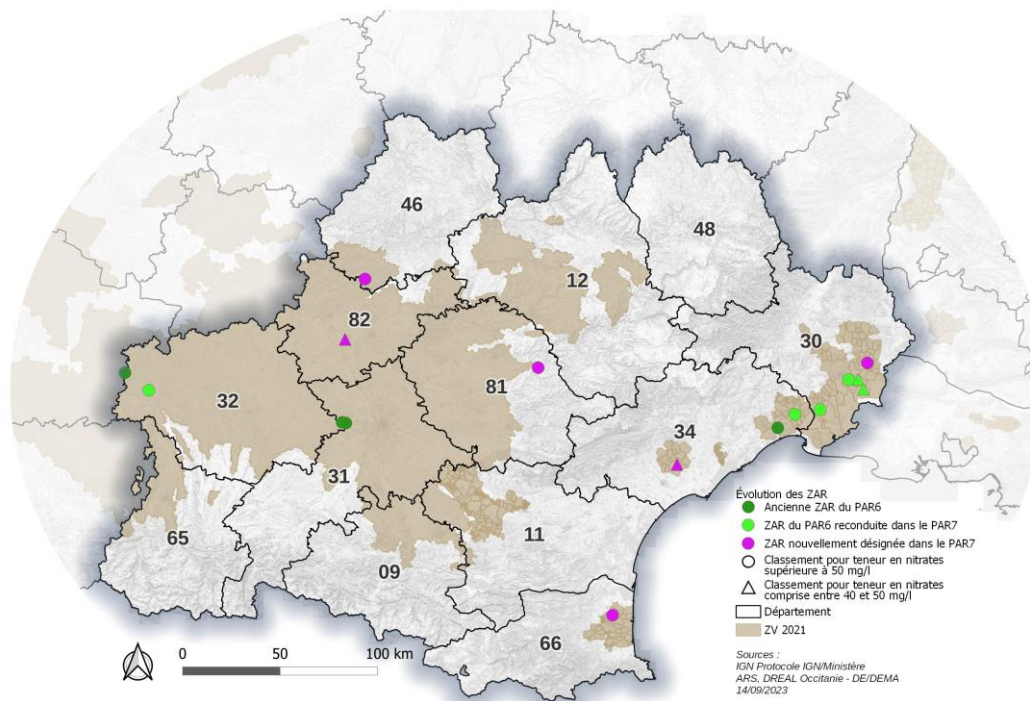 46
48
12
82
30
81
32
34
31
11
65
09
66
0 50 100 km
Évolution des ZAR
Ancienne ZAR du PAR6
ZAR du PAR6 reconduite dans le PAR7
ZAR nouvellement désignée dans le PAR7
Classement pour teneur en nitrates
supérieure à 50 mg/l
Classement pour teneur en nitrates
comprise entre 40 et 50 mg/l
Département
ZV 2021
Sources :
IGN Protocole IGN/Ministère
ARS, DREAL Occitanie - DE/DEMA
14/09/2023